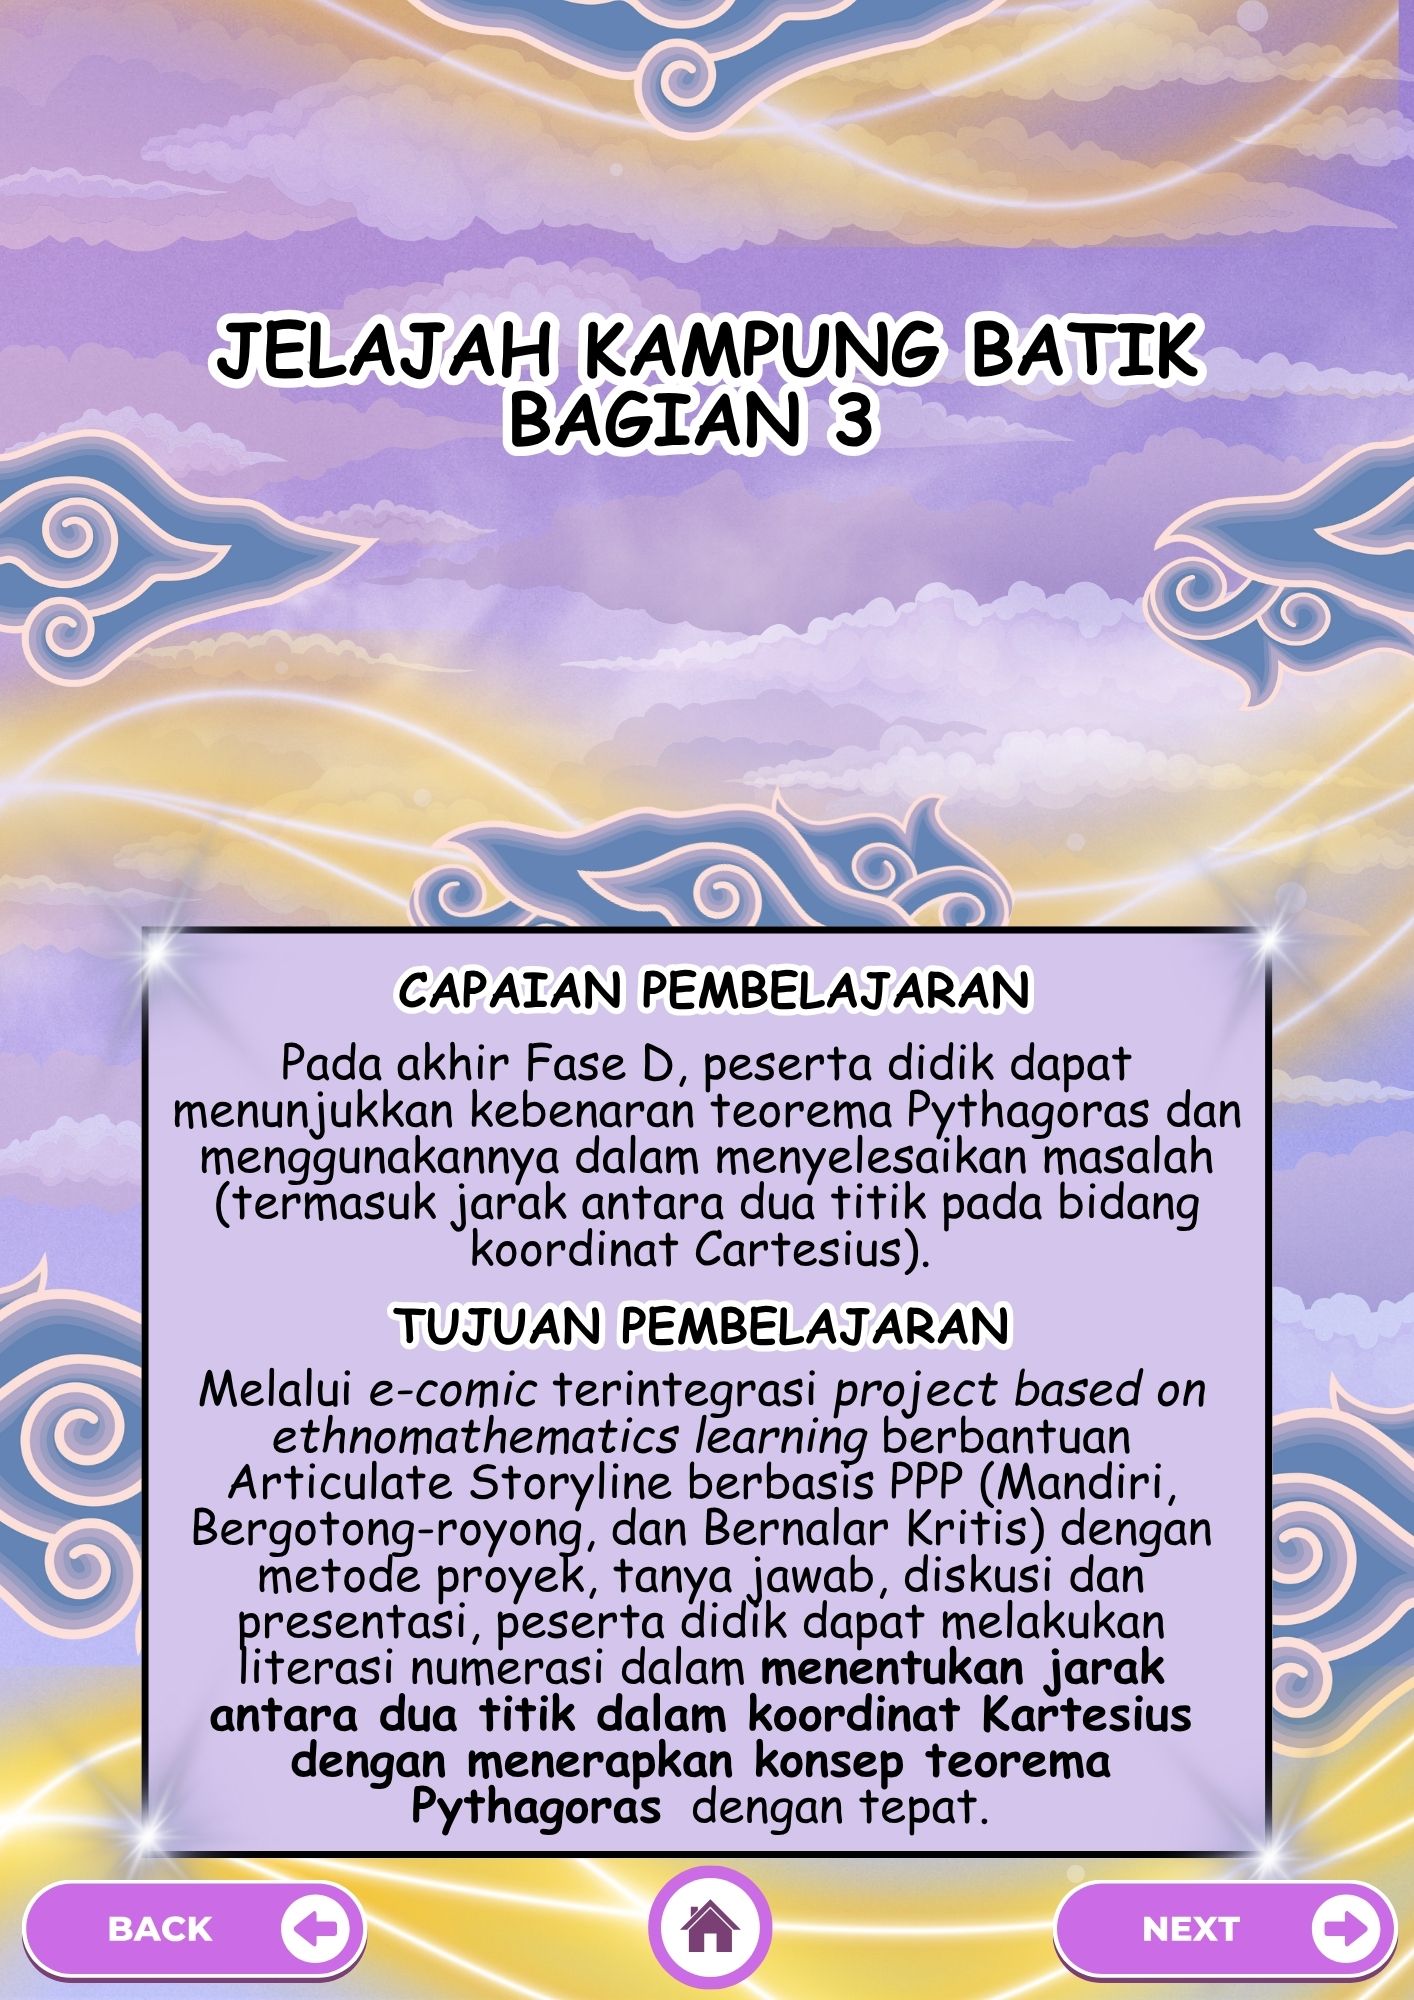 JELAJAH KAMPUNG BATIK
BAGIAN 3
CAPAIAN PEMBELAJARAN
Pada akhir Fase D, peserta didik dapat
menunjukkan kebenaran teorema Pythagoras dan
menggunakannya dalam menyelesaikan masalah
(termasuk jarak antara dua titik pada bidang
koordinat Cartesius).
TUJUAN PEMBELAJARAN
Melalui e-comic terintegrasi project based on
ethnomathematics learning berbantuan
Articulate Storyline berbasis PPP (Mandiri,
Bergotong-royong, dan Bernalar Kritis) dengan
metode proyek, tanya jawab, diskusi dan
presentasi, peserta didik dapat melakukan
literasi numerasi dalam menentukan jarak
antara dua titik dalam koordinat Kartesius
dengan menerapkan konsep teorema
Pythagoras dengan tepat.
BACK
NEXT